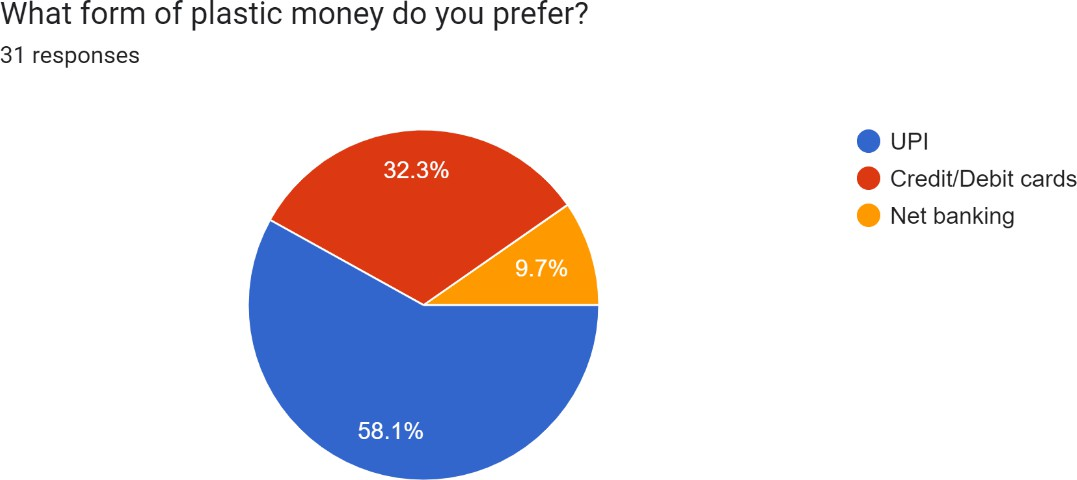 What form of plastic money do you prefer?
31 responses
32.3%
9.7%
58.1%
UPI
Credit/Debit cards
Net banking